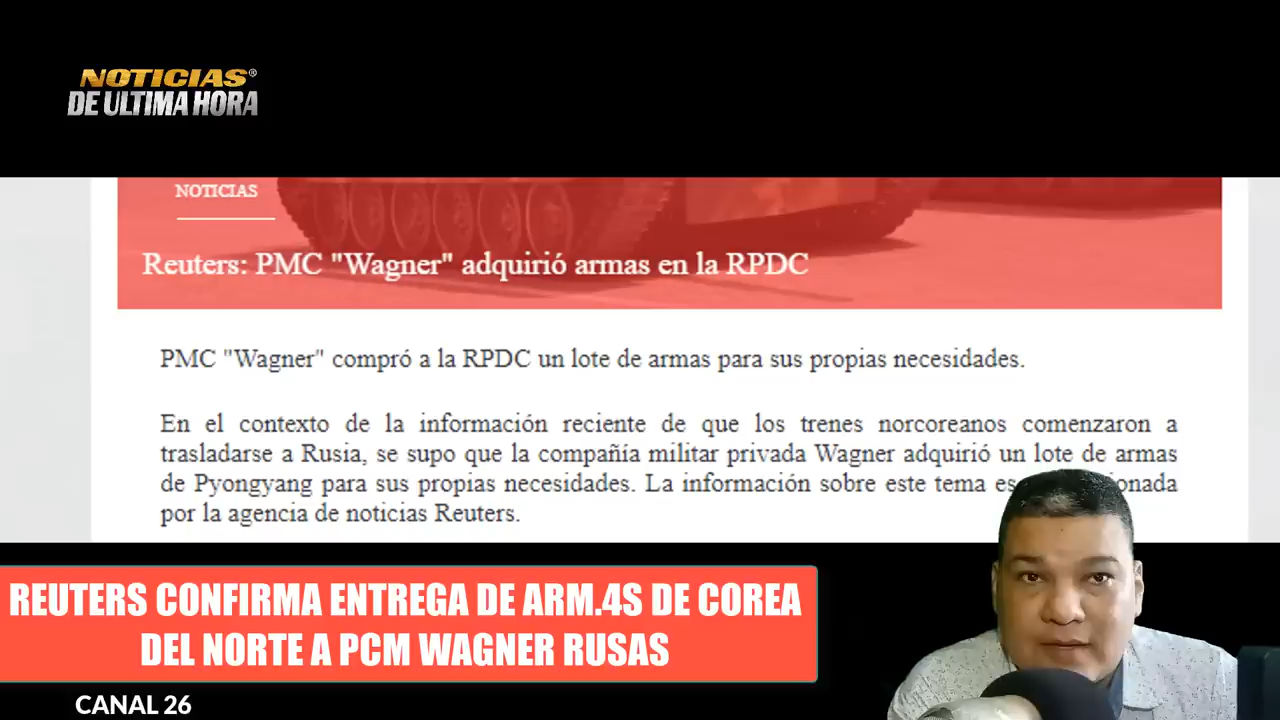 NOTICIAS®
DE ULTIMA HORA
NOTICIAS
Reuters: PMC "Wagner" adquirió armas en la RPDC
PMC "Wagner" compró a la RPDC un lote de armas para sus propias necesidades.
En el contexto de la información reciente de que los trenes norcoreanos comenzaron a
trasladarse a Rusia, se supo que la compañía militar privada Wagner adquirió un lote de armas
de Pyongyang para sus propias necesidades. La información sobre este tema es
por la agencia de noticias Reuters.
REUTERS CONFIRMA ENTREGA DE ARM.4S DE COREA
DEL NORTE A PCM WAGNER RUSAS
CANAL 26